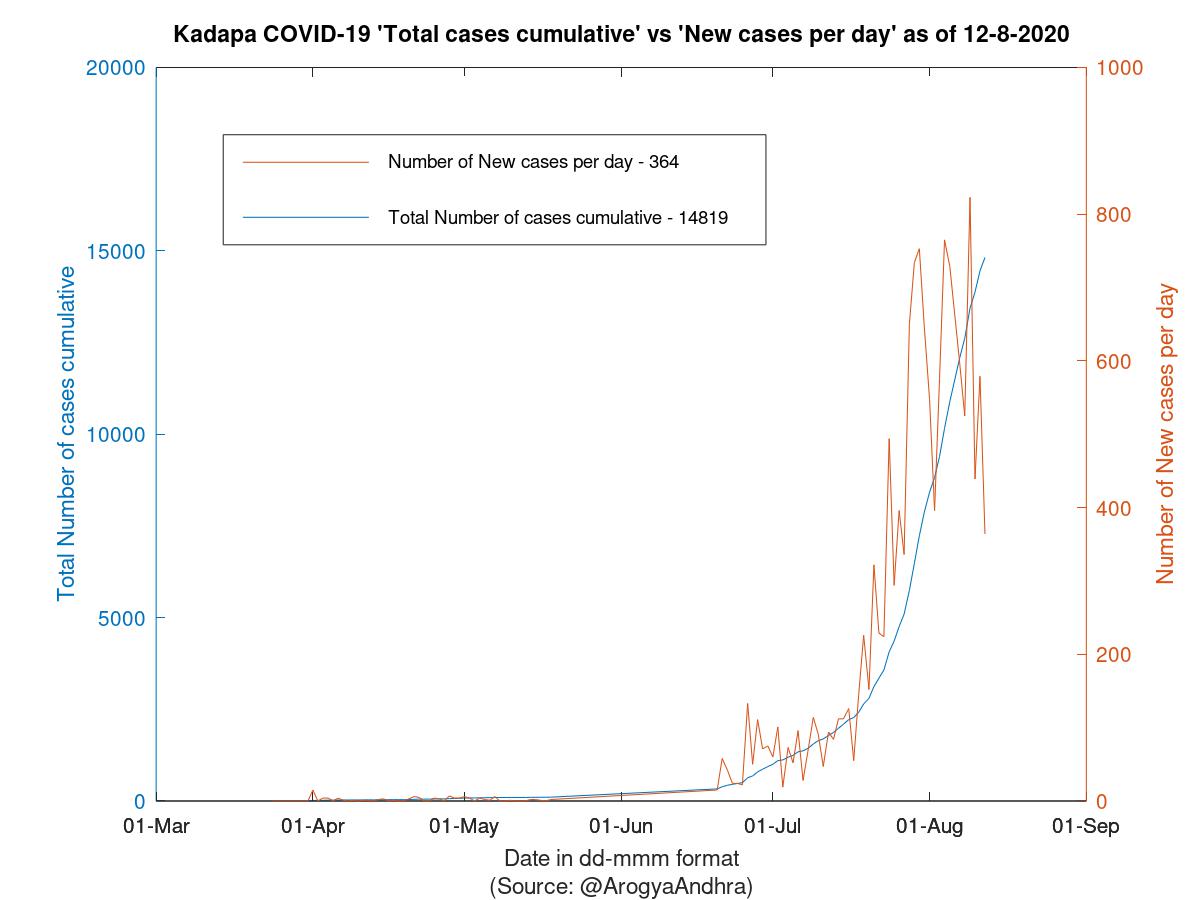 Kadapa COVID-19 'Total cases cumulative' vs 'New cases per day' as of 12-8-2020
20000
15000
10000
5000
0
Total Number of cases cumulative
Number of New cases per day - 364
Total Number of cases cumulative - 14819
1000
800
600
400
200
0
Number of New cases per day
01-Mar 01-Apr 01-May 01-Jun 01-Jul 01-Aug 01-Sep
Date in dd-mmm format
(Source: @ArogyaAndhra)